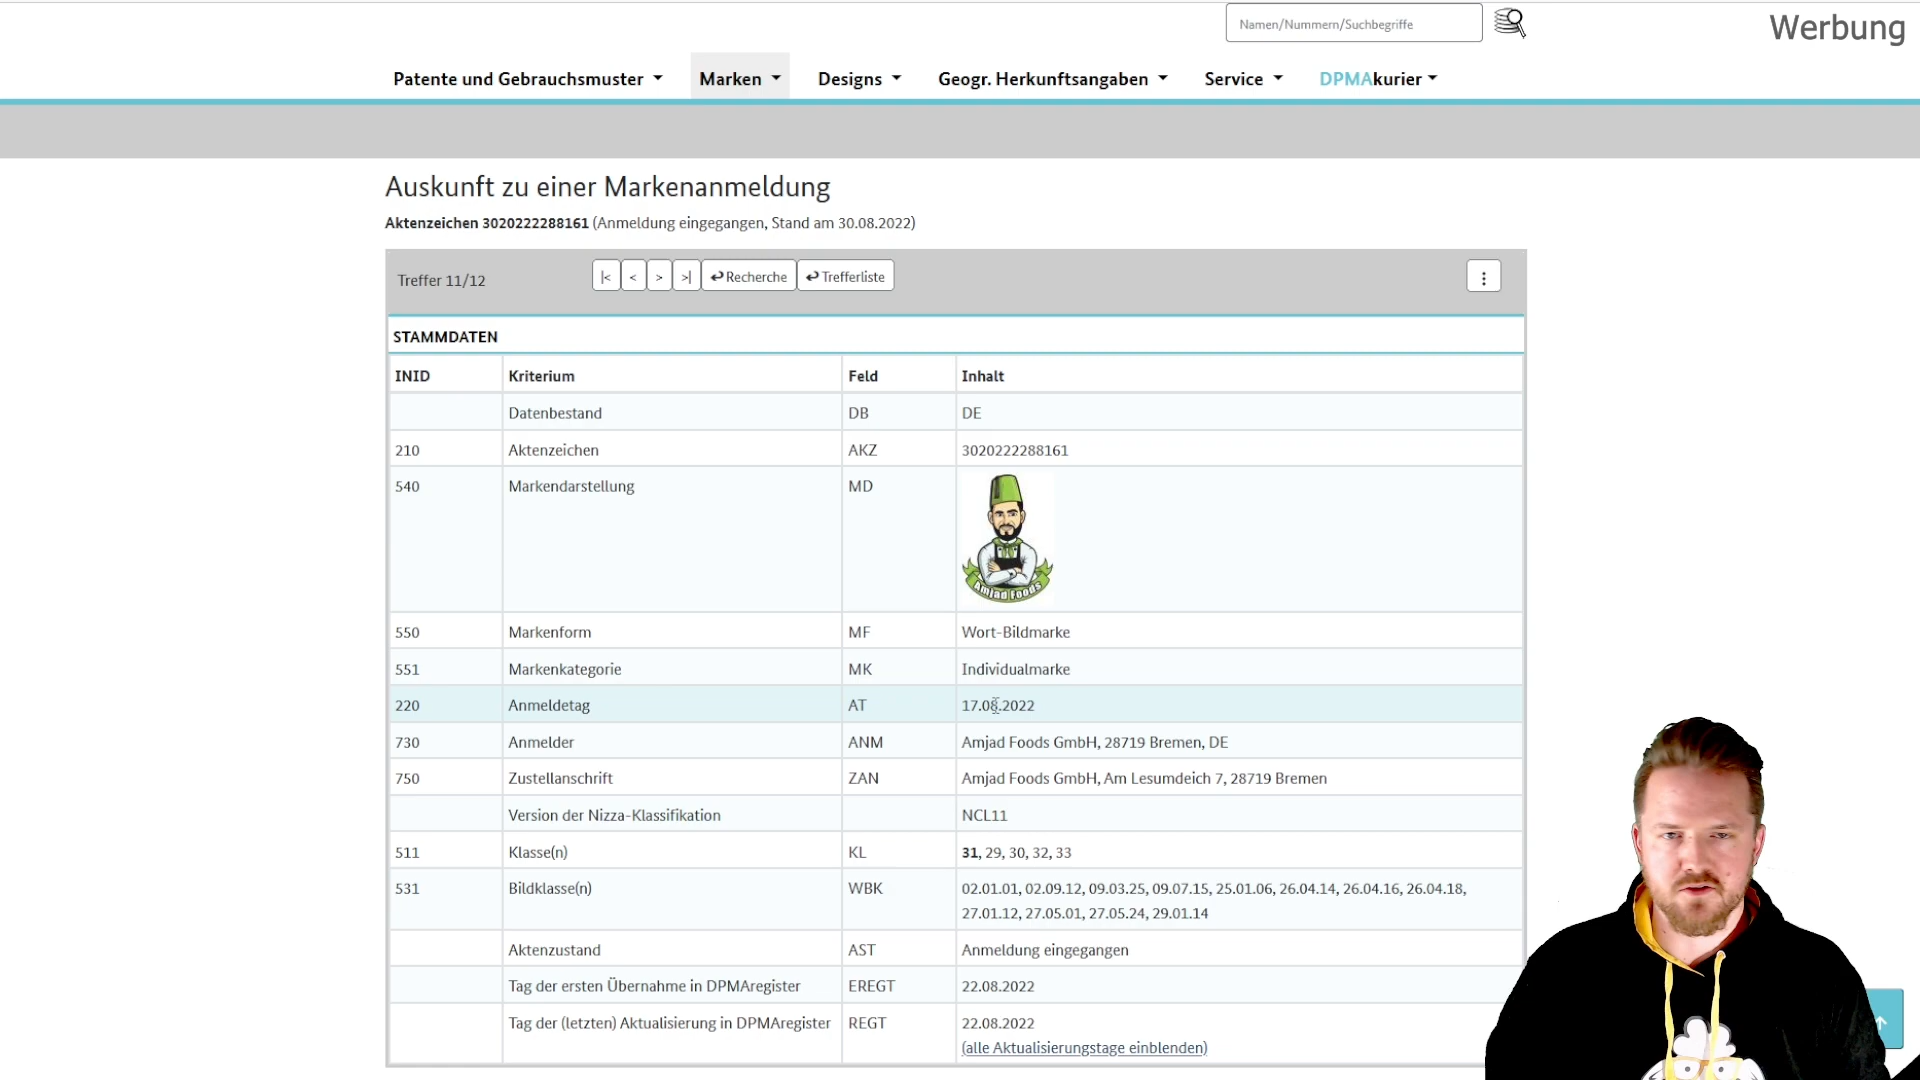 Namen/Nummern/Suchbegriffe
Werbung
Patente und Gebrauchsmuster Marken Designs Geogr. Herkunftsangaben Service DPMAkurier
Auskunft zu einer Markenanmeldung
Aktenzeichen 3020222288161 (Anmeldung eingegangen, Stand am 30.08.2022)
Treffer 11/12 |< < > >| Recherche Trefferliste
STAMMDATEN
INID Kriterium Feld Inhalt
Datenbestand DB DE
210 Aktenzeichen AKZ 3020222288161
540 Markendarstellung MD
Amjad Foods
550 Markenform MF Wort-Bildmarke
551 Markenkategorie MK Individualmarke
220 Anmeldetag AT 17.08.2022
730 Anmelder ANM Amjad Foods GmbH, 28719 Bremen, DE
750 Zustellanschrift ZAN Amjad Foods GmbH, Am Lesumdeich 7, 28719 Bremen
Version der Nizza-Klassifikation NCL11
511 Klasse(n) KL 31, 29, 30, 32, 33
531 Bildklasse(n) WBK 02.01.01, 02.09.12, 09.03.25, 09.07.15, 25.01.06, 26.04.14, 26.04.16, 26.04.18,
27.01.12, 27.05.01, 27.05.24, 29.01.14
Aktenzustand AST Anmeldung eingegangen
Tag der ersten Übernahme in DPMAregister EREGT 22.08.2022
Tag der (letzten) Aktualisierung in DPMAregister REGT 22.08.2022
(alle Aktualisierungstage einblenden)